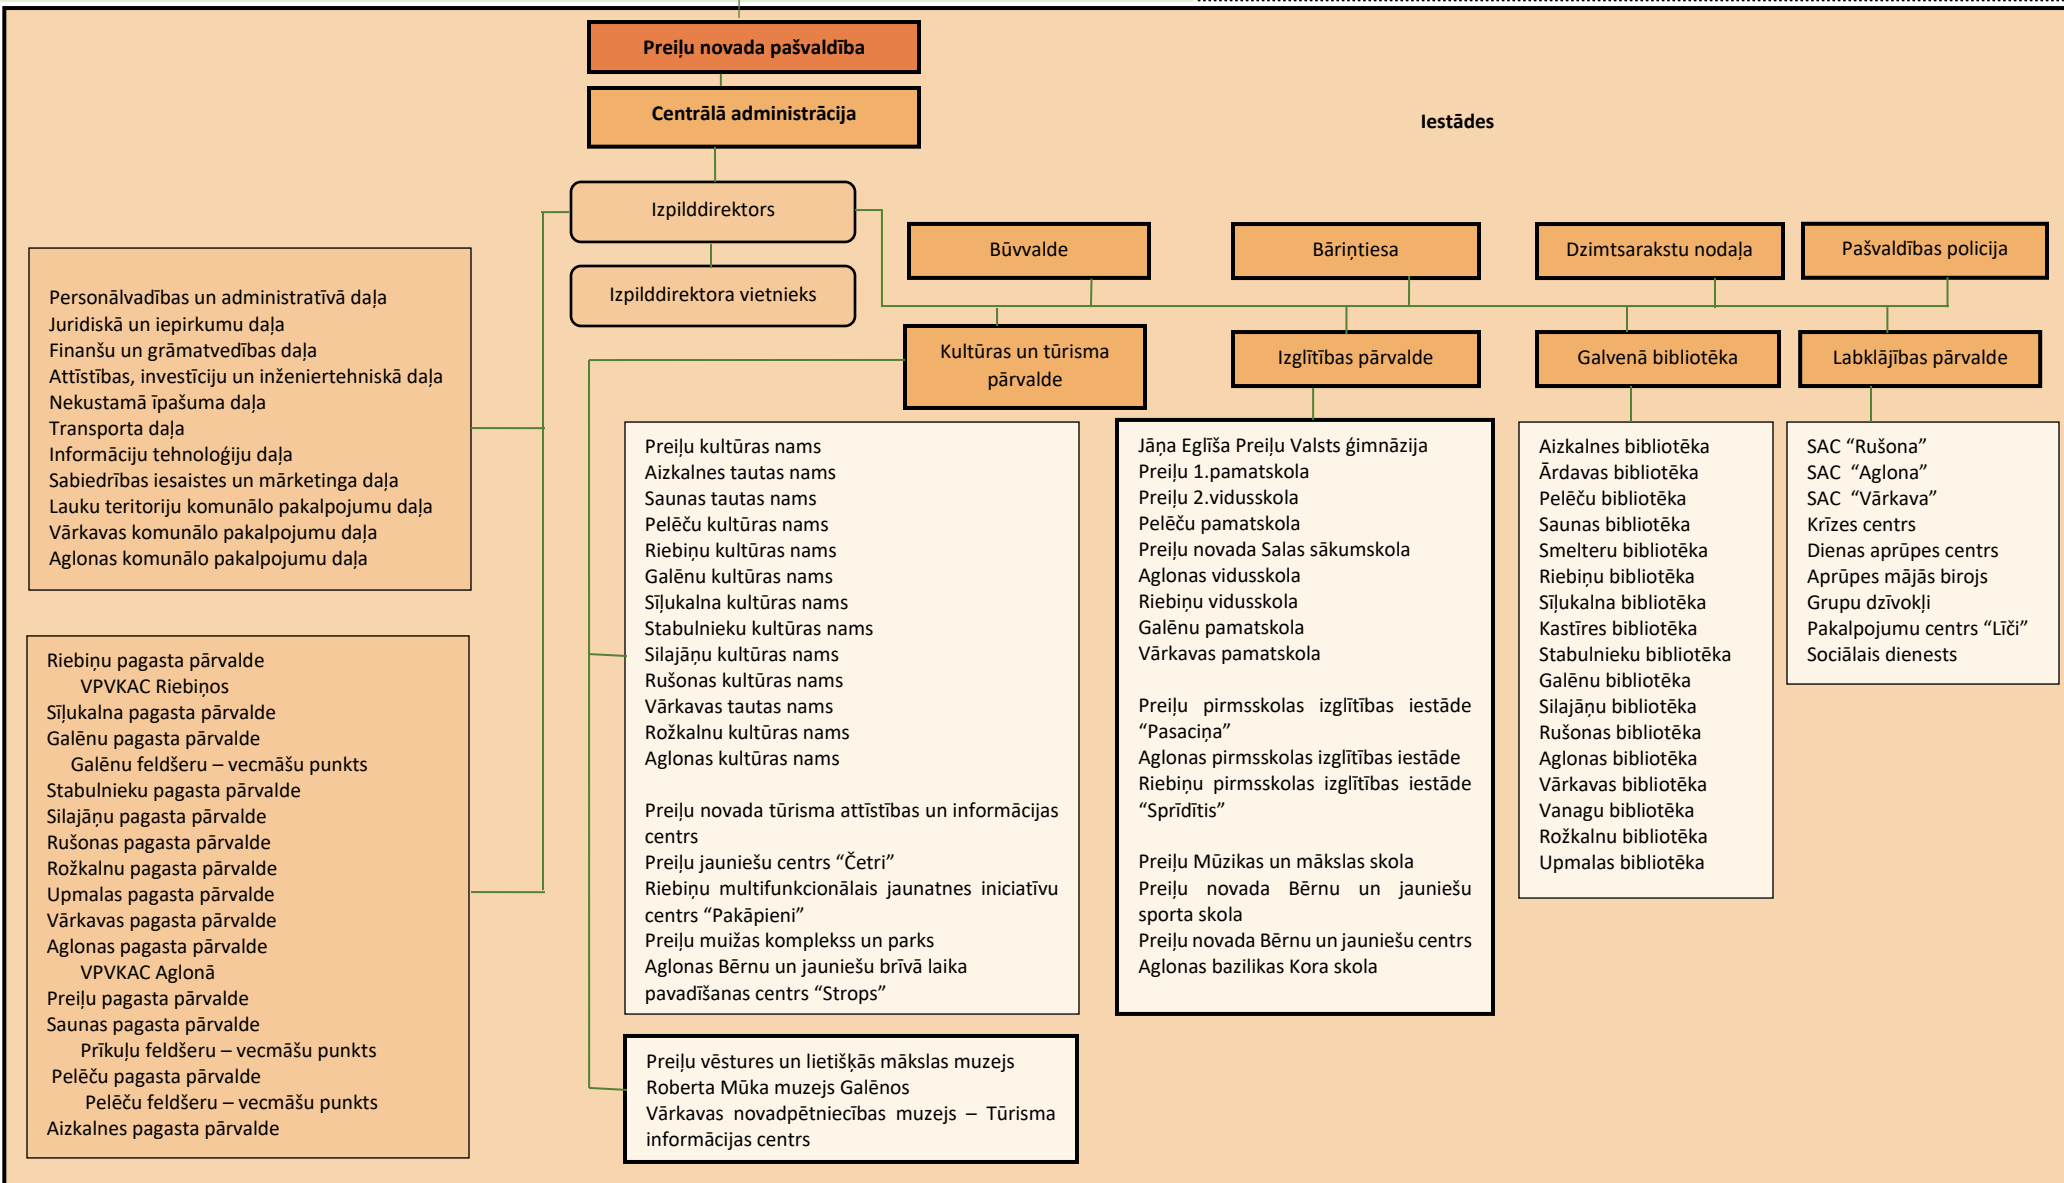 Preiļu novada pašvaldība
Centrālā administrācija
Iestādes
Izpilddirektors
Izpilddirektora vietnieks
Būvvalde
Bāriņtiesa
Dzimtsarakstu nodaļa
Pašvaldības policija
Kultūras un tūrisma
pārvalde
Izglītības pārvalde
Galvenā bibliotēka
Labklājības pārvalde
Personālvadības un administratīvā daļa
Juridiskā un iepirkumu daļa
Finanšu un grāmatvedības daļa
Attīstības, investīciju un inženiertehniskā daļa
Nekustamā īpašuma daļa
Transporta daļa
Informāciju tehnoloģiju daļa
Sabiedrības iesaistes un mārketinga daļa
Lauku teritoriju komunālo pakalpojumu daļa
Vārkavas komunālo pakalpojumu daļa
Aglonas komunālo pakalpojumu daļa
Riebiņu pagasta pārvalde
VPVKAC Riebiņos
Sīļukalna pagasta pārvalde
Galēnu pagasta pārvalde
Galēnu feldšeru – vecmāšu punkts
Stabulnieku pagasta pārvalde
Silajāņu pagasta pārvalde
Rušonas pagasta pārvalde
Rožkalnu pagasta pārvalde
Upmalas pagasta pārvalde
Vārkavas pagasta pārvalde
Aglonas pagasta pārvalde
VPVKAC Aglonā
Preiļu pagasta pārvalde
Saunas pagasta pārvalde
Prīkuļu feldšeru – vecmāšu punkts
Pelēču pagasta pārvalde
Pelēču feldšeru – vecmāšu punkts
Aizkalnes pagasta pārvalde
Preiļu kultūras nams
Aizkalnes tautas nams
Saunas tautas nams
Pelēču kultūras nams
Riebiņu kultūras nams
Galēnu kultūras nams
Sīļukalna kultūras nams
Stabulnieku kultūras nams
Silajāņu kultūras nams
Rušonas kultūras nams
Vārkavas tautas nams
Rožkalnu kultūras nams
Aglonas kultūras nams
Preiļu novada tūrisma attīstības un informācijas
centrs
Preiļu jauniešu centrs “Četri”
Riebiņu multifunkcionālais jaunatnes iniciatīvu
centrs “Pakāpieni”
Preiļu muižas komplekss un parks
Aglonas Bērnu un jauniešu brīvā laika
pavadīšanas centrs “Strops”
Preiļu vēstures un lietišķās mākslas muzejs
Roberta Mūka muzejs Galēnos
Vārkavas novadpētniecības muzejs – Tūrisma
informācijas centrs
Jāņa Eglīša Preiļu Valsts ģimnāzija
Preiļu 1.pamatskola
Preiļu 2.vidusskola
Pelēču pamatskola
Preiļu novada Salas sākumskola
Aglonas vidusskola
Riebiņu vidusskola
Galēnu pamatskola
Vārkavas pamatskola
Preiļu pirmsskolas izglītības iestāde
“Pasaciņa”
Aglonas pirmsskolas izglītības iestāde
Riebiņu pirmsskolas izglītības iestāde
“Sprīdītis”
Preiļu Mūzikas un mākslas skola
Preiļu novada Bērnu un jauniešu
sporta skola
Preiļu novada Bērnu un jauniešu centrs
Aglonas bazilikas Kora skola
Aizkalnes bibliotēka
Ārdavas bibliotēka
Pelēču bibliotēka
Saunas bibliotēka
Smelteru bibliotēka
Riebiņu bibliotēka
Sīļukalna bibliotēka
Kastīres bibliotēka
Stabulnieku bibliotēka
Galēnu bibliotēka
Silajāņu bibliotēka
Rušonas bibliotēka
Aglonas bibliotēka
Vārkavas bibliotēka
Vanagu bibliotēka
Rožkalnu bibliotēka
Upmalas bibliotēka
SAC “Rušona”
SAC “Aglona”
SAC “Vārkava”
Krīzes centrs
Dienas aprūpes centrs
Aprūpes mājās birojs
Grupu dzīvokļi
Pakalpojumu centrs “Līči”
Sociālais dienests